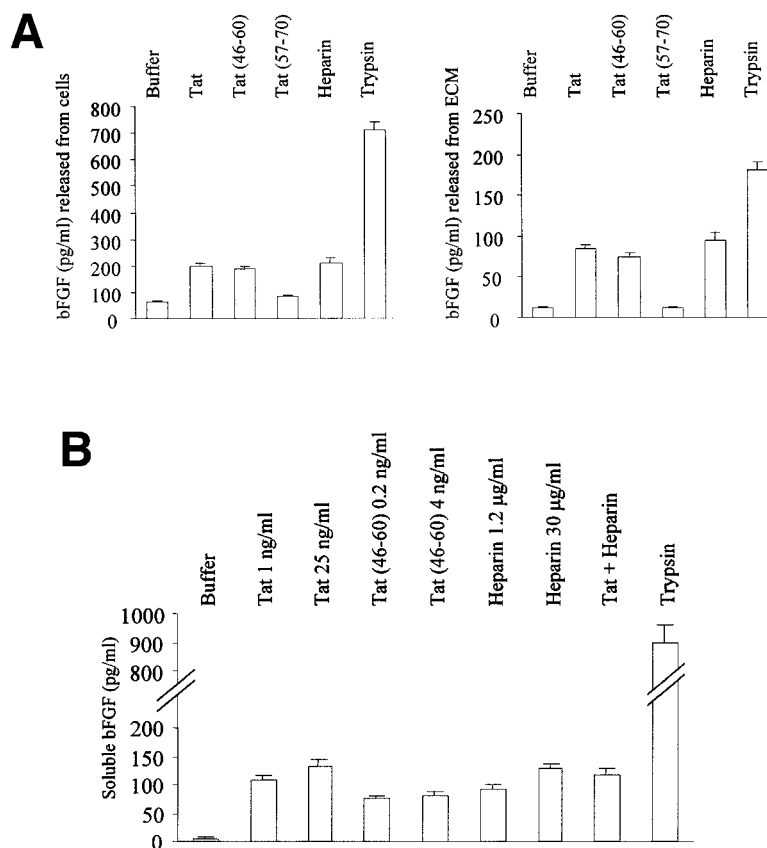 A
Buffer
Tat
Tat (46-60)
Tat (57-70)
Heparin
Trypsin
bFGF (pg/ml) released from cells
800
700
600
500
400
300
200
100
0
Buffer
Tat
Tat (46-60)
Tat (57-70)
Heparin
Trypsin
bFGF (pg/ml) released from ECM
250
200
150
100
50
0
B
Buffer
Tat 1 ng/ml
Tat 25 ng/ml
Tat (46-60) 0.2 ng/ml
Tat (46-60) 4 ng/ml
Heparin 1.2 µg/ml
Heparin 30 µg/ml
Tat + Heparin
Trypsin
Soluble bFGF (pg/ml)
1000
900
800
200
150
100
50
0